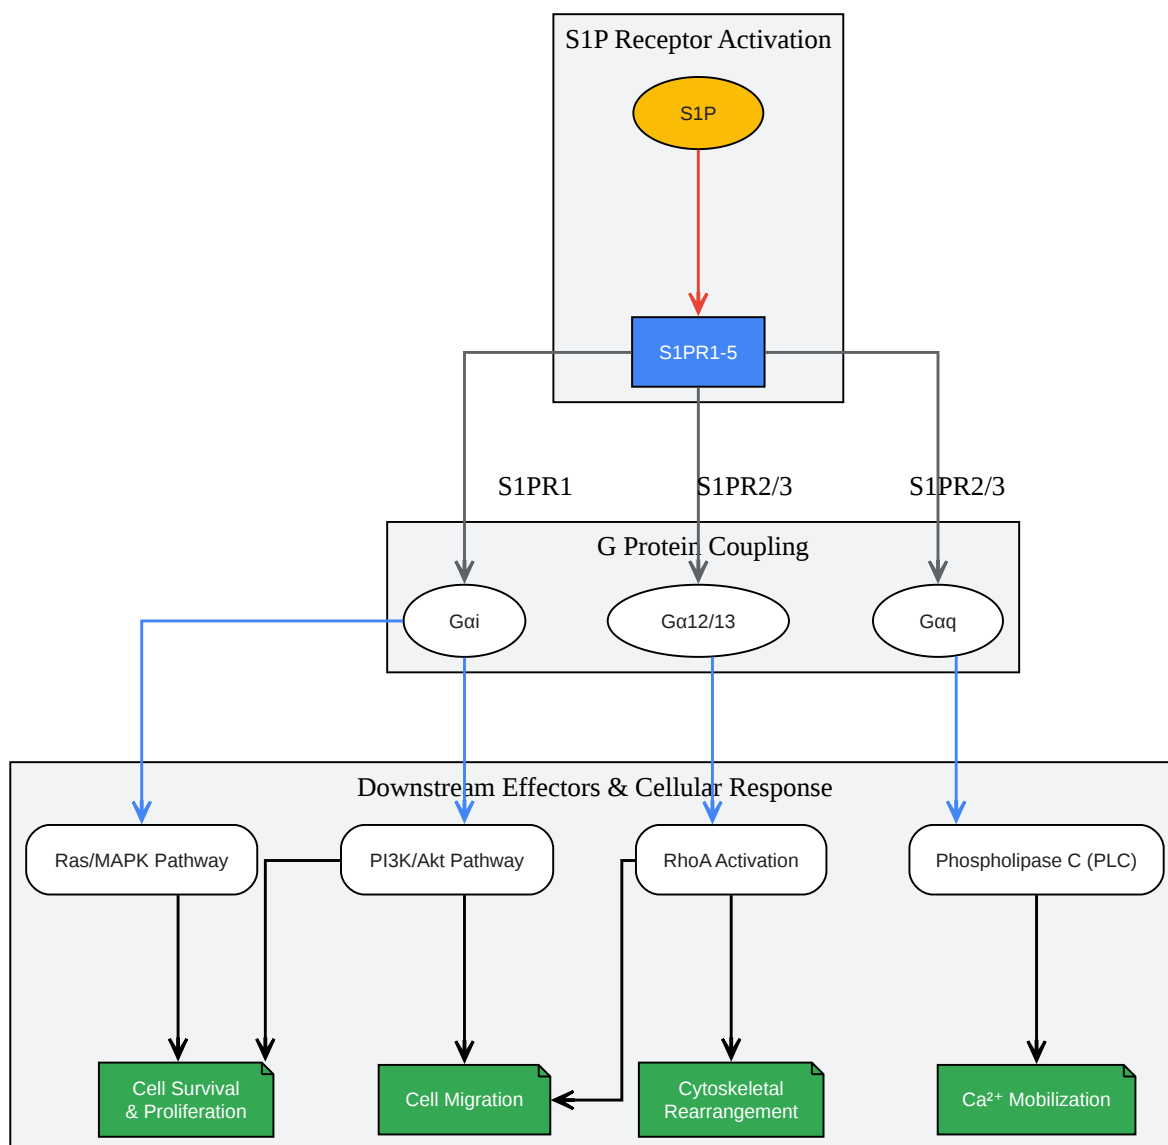 S1P Receptor Activation
S1P
S1PR1-5
S1PR1
S1PR2/3
S1PR2/3
G Protein Coupling
Gαi
Gα12/13
Gαq
Downstream Effectors & Cellular Response
Ras/MAPK Pathway
PI3K/Akt Pathway
RhoA Activation
Phospholipase C (PLC)
Cell Survival
& Proliferation
Cell Migration
Cytoskeletal
Rearrangement
Ca²⁺ Mobilization